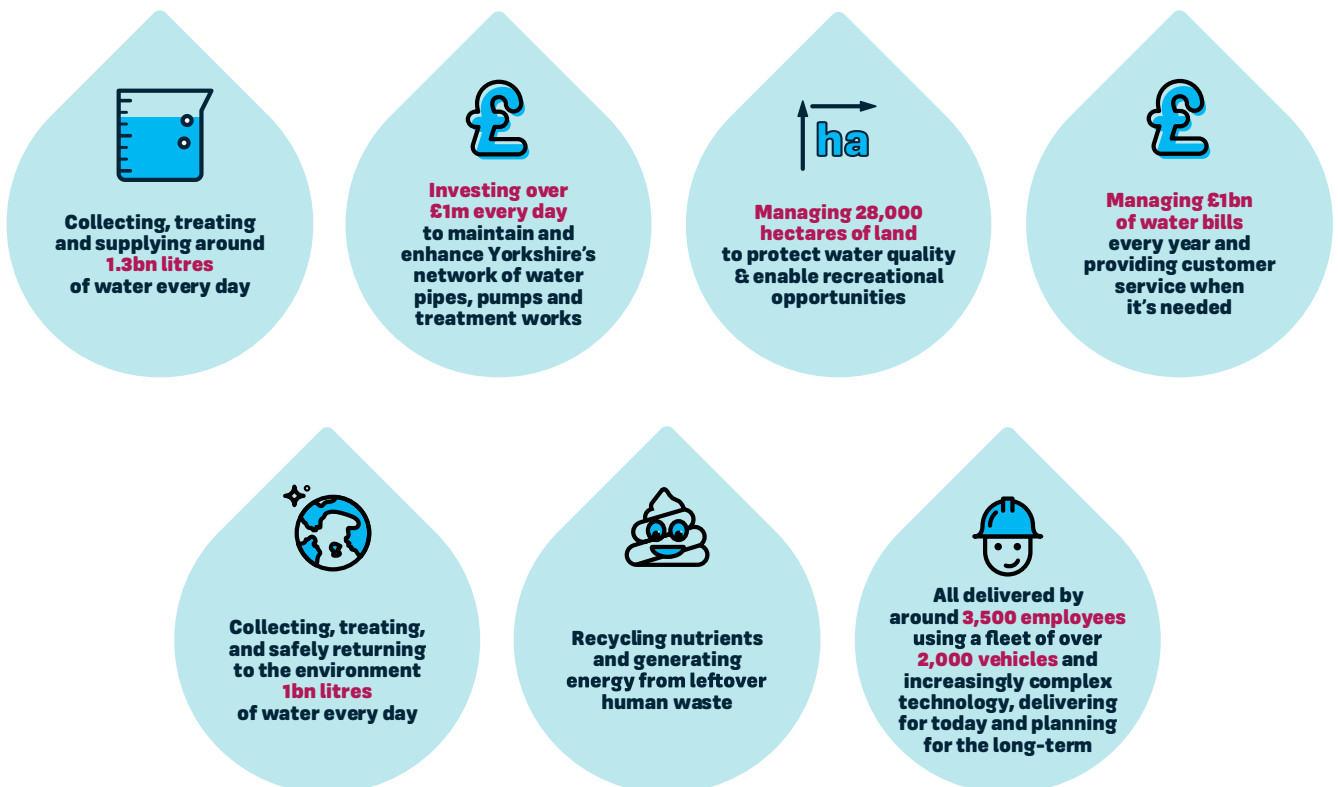 Collecting, treating
and supplying around
1.3bn litres
of water every day
£
Investing over
£1m every day
to maintain and
enhance Yorkshire's
network of water
pipes, pumps and
treatment works
ha
Managing 28,000
hectares of land
to protect water quality
& enable recreational
opportunities
£
Managing £1bn
of water bills
every year and
providing customer
service when
it's needed
Collecting, treating,
and safely returning
to the environment
1bn litres
of water every day
Recycling nutrients
and generating
energy from leftover
human waste
All delivered by
around 3,500 employees
using a fleet of over
2,000 vehicles and
increasingly complex
technology, delivering
for today and planning
for the long-term